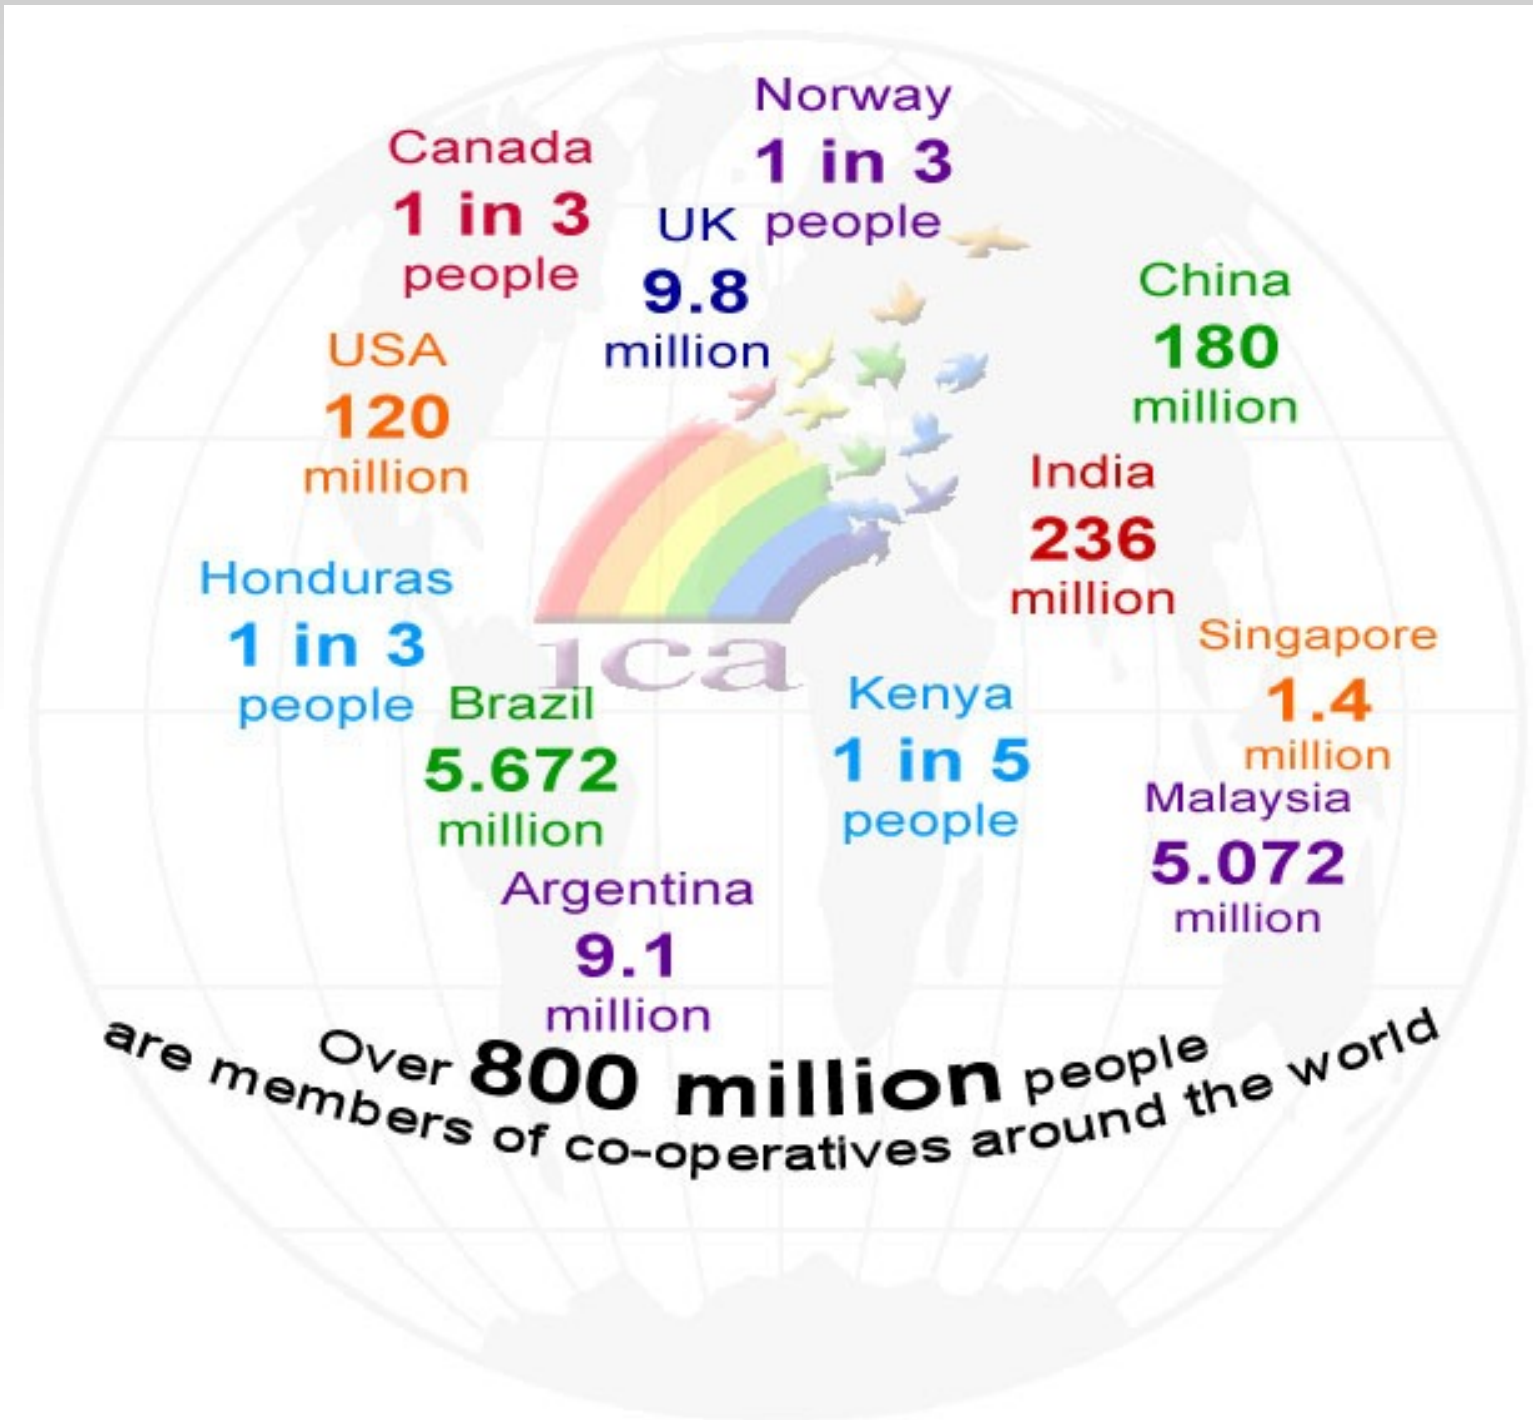 Norway
1 in 3
people
Canada
1 in 3
people
UK
9.8
million
China
180
million
USA
120
million
India
236
million
Honduras
1 in 3
people
Singapore
1.4
million
ica
Brazil
5.672
million
Kenya
1 in 5
people
Malaysia
5.072
million
Argentina
9.1
million
Over 800 million people
are members of co-operatives around the world